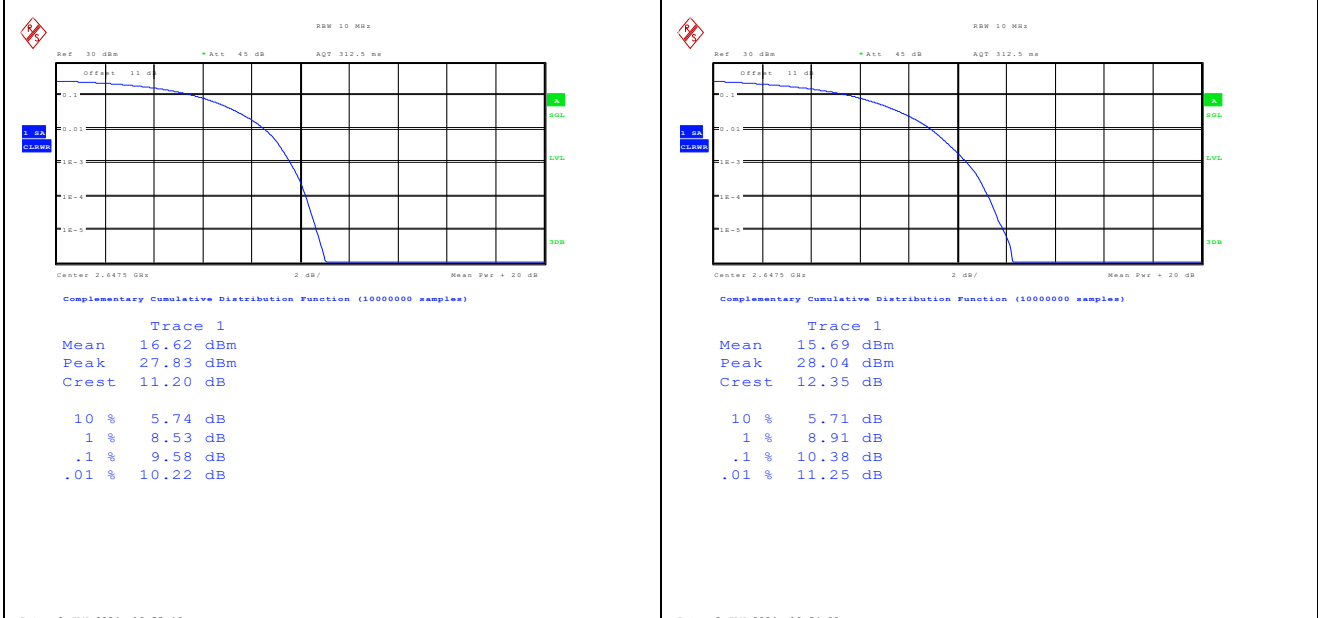 RBW 10 MHz
Ref 30 dBm * Att 45 dB AQT 312.5 ms
Offset 11 dB
0.1
0.01
1E-3
1E-4
1E-5
1 SA
CLRWR
A
SGL
LVL
3DB
Center 2.6475 GHz 2 dB/ Mean Pwr + 20 dB
Complementary Cumulative Distribution Function (10000000 samples)
Trace 1
Mean 16.62 dBm
Peak 27.83 dBm
Crest 11.20 dB
10 % 5.74 dB
1 % 8.53 dB
.1 % 9.58 dB
.01 % 10.22 dB
RBW 10 MHz
Ref 30 dBm * Att 45 dB AQT 312.5 ms
Offset 11 dB
0.1
0.01
1E-3
1E-4
1E-5
1 SA
CLRWR
A
SGL
LVL
3DB
Center 2.6475 GHz 2 dB/ Mean Pwr + 20 dB
Complementary Cumulative Distribution Function (10000000 samples)
Trace 1
Mean 15.69 dBm
Peak 28.04 dBm
Crest 12.35 dB
10 % 5.71 dB
1 % 8.91 dB
.1 % 10.38 dB
.01 % 11.25 dB